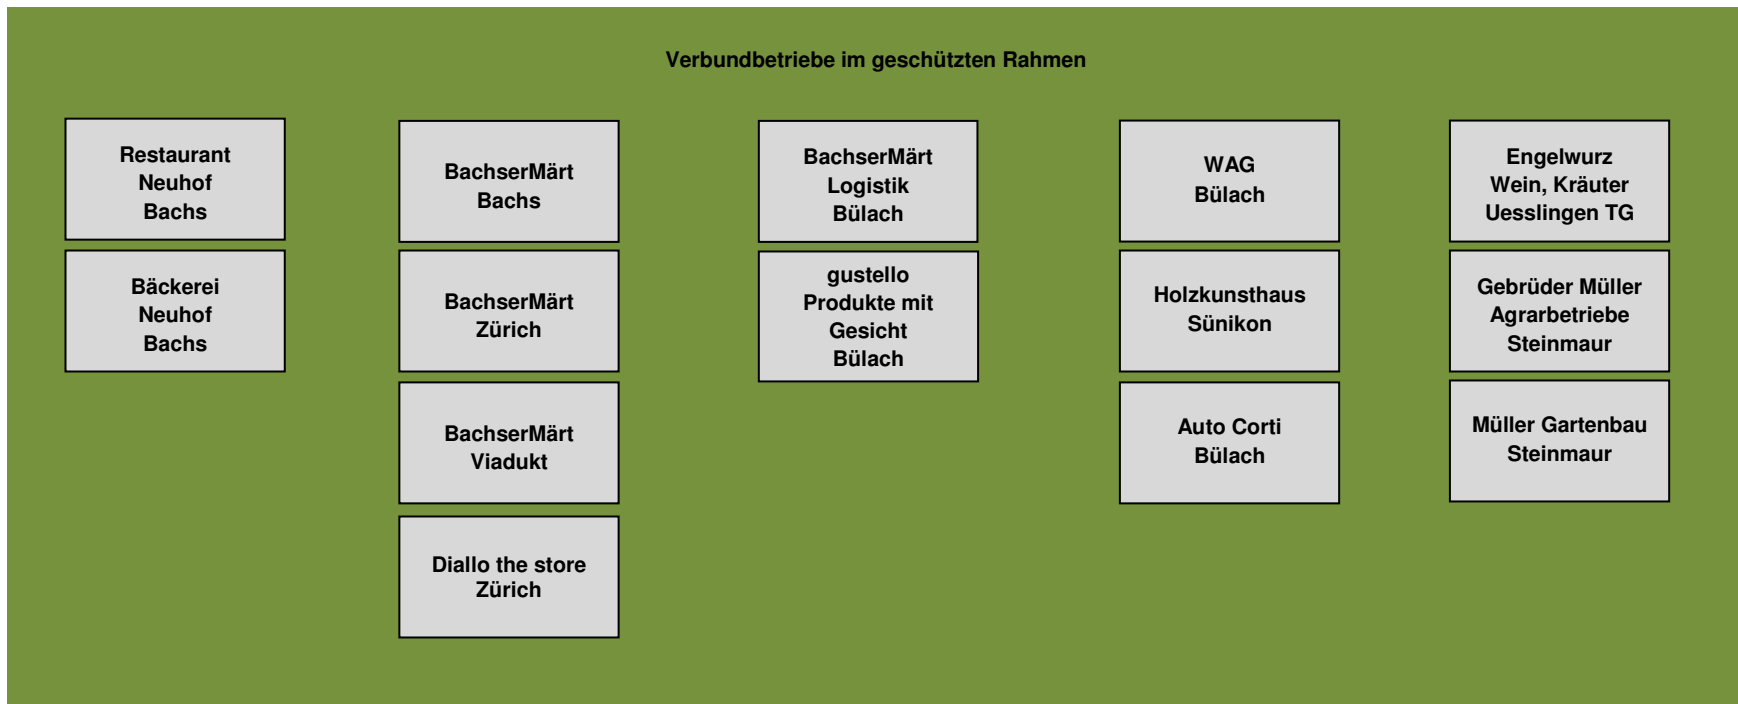 Verbundbetriebe im geschützten Rahmen
Restaurant
Neuhof
Bachs
Bäckerei
Neuhof
Bachs
BachserMärt
Bachs
BachserMärt
Zürich
BachserMärt
Viadukt
Diallo the store
Zürich
BachserMärt
Logistik
Bülach
gustello
Produkte mit
Gesicht
Bülach
WAG
Bülach
Holzkunsthaus
Sünikon
Auto Corti
Bülach
Engelwurz
Wein, Kräuter
Uesslingen TG
Gebrüder Müller
Agrarbetriebe
Steinmaur
Müller Gartenbau
Steinmaur